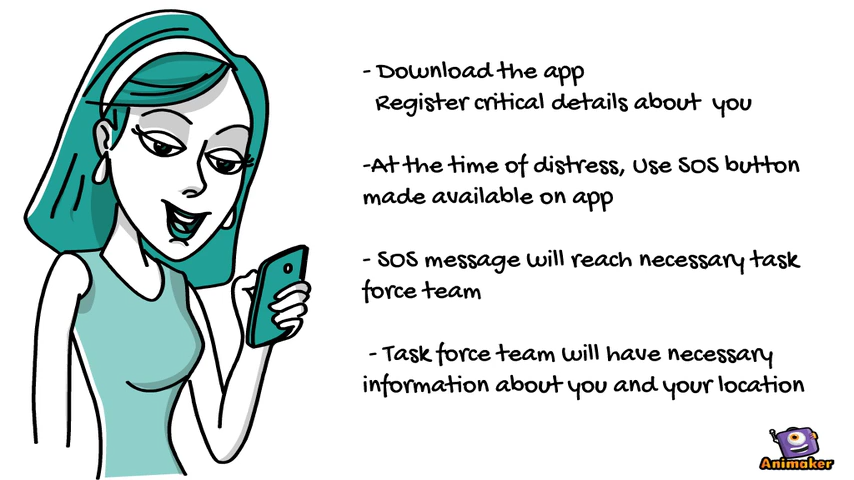 - Download the app
Register critical details about you
-At the time of distress, Use SOS button
made available on app
- SOS message will reach necessary task
force team
- Task force team will have necessary
information about you and your location
Animaker